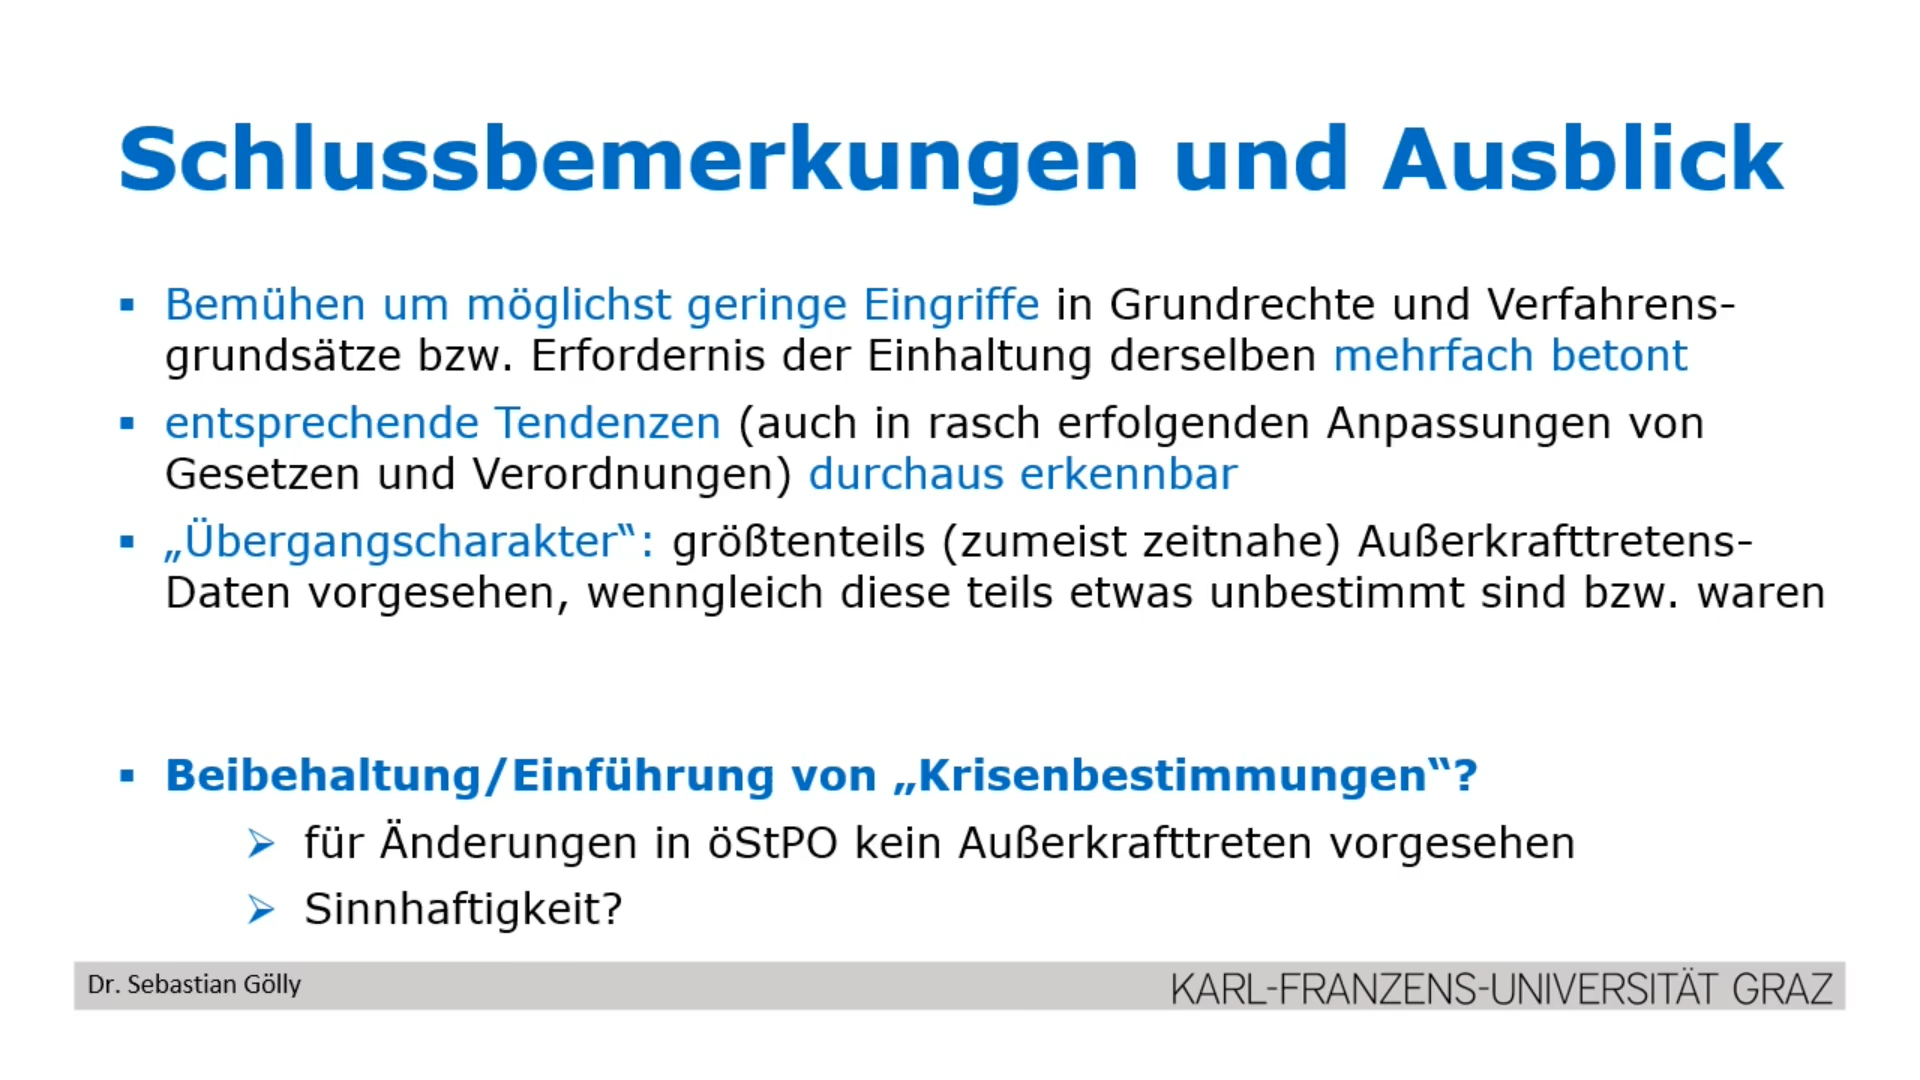 Schlussbemerkungen und Ausblick
▪ Bemühen um möglichst geringe Eingriffe in Grundrechte und Verfahrens-
grundsätze bzw. Erfordernis der Einhaltung derselben mehrfach betont
▪ entsprechende Tendenzen (auch in rasch erfolgenden Anpassungen von
Gesetzen und Verordnungen) durchaus erkennbar
▪ „Übergangscharakter“: größtenteils (zumeist zeitnahe) Außerkrafttretens-
Daten vorgesehen, wenngleich diese teils etwas unbestimmt sind bzw. waren
▪ Beibehaltung/Einführung von „Krisenbestimmungen“?
➢ für Änderungen in öStPO kein Außerkrafttreten vorgesehen
➢ Sinnhaftigkeit?
Dr. Sebastian Gölly
KARL-FRANZENS-UNIVERSITÄT GRAZ